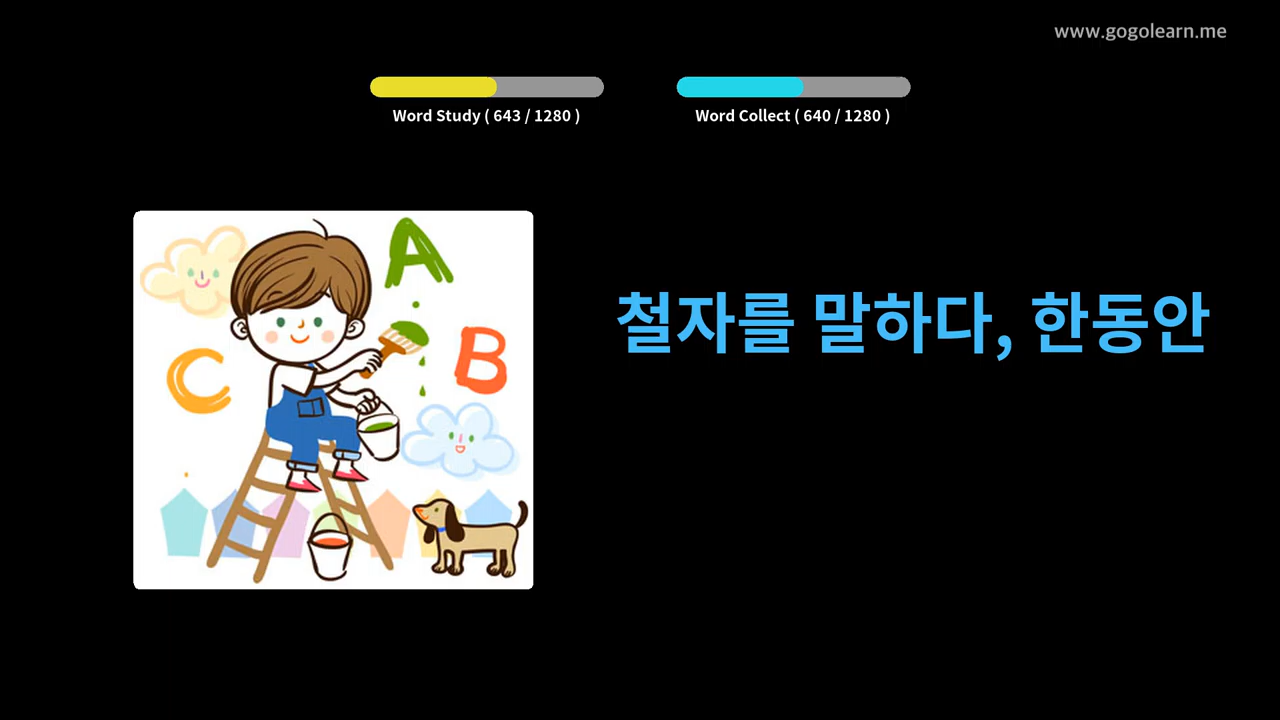 www.gogolearn.me
Word Study ( 643 / 1280 )
Word Collect ( 640 / 1280 )
A
B
C
철자를 말하다, 한동안